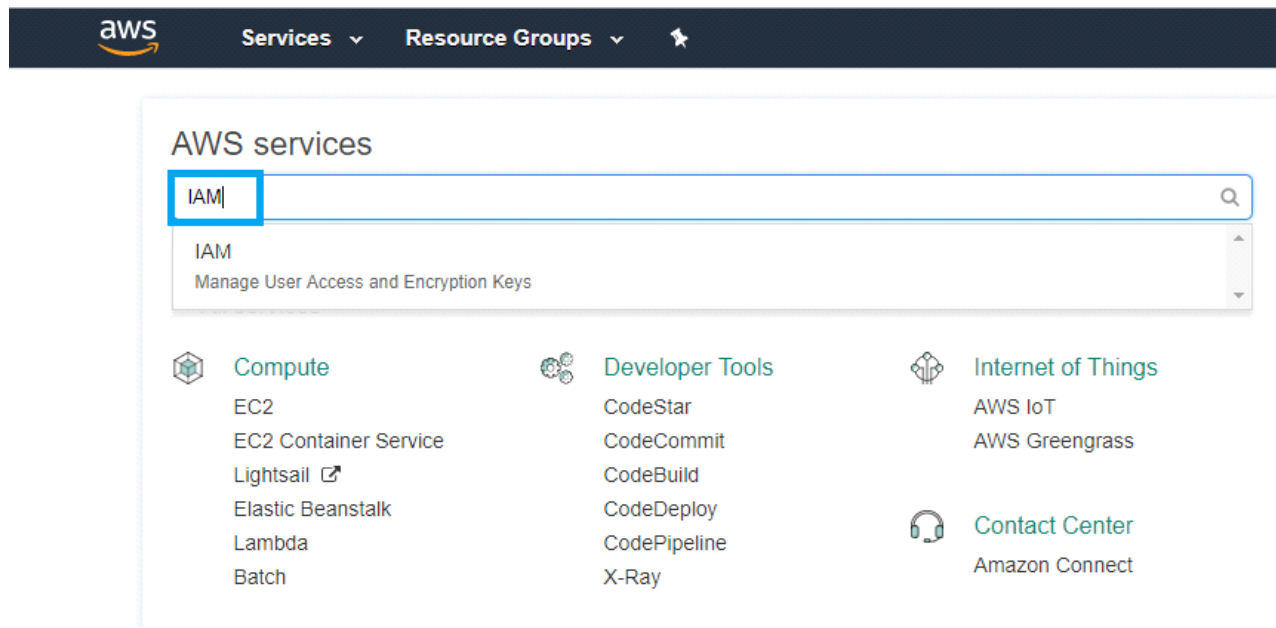 aws Services Resource Groups
AWS services
IAM
IAM
Manage User Access and Encryption Keys
Compute
EC2
EC2 Container Service
Lightsail
Elastic Beanstalk
Lambda
Batch
Developer Tools
CodeStar
CodeCommit
CodeBuild
CodeDeploy
CodePipeline
X-Ray
Internet of Things
AWS IoT
AWS Greengrass
Contact Center
Amazon Connect